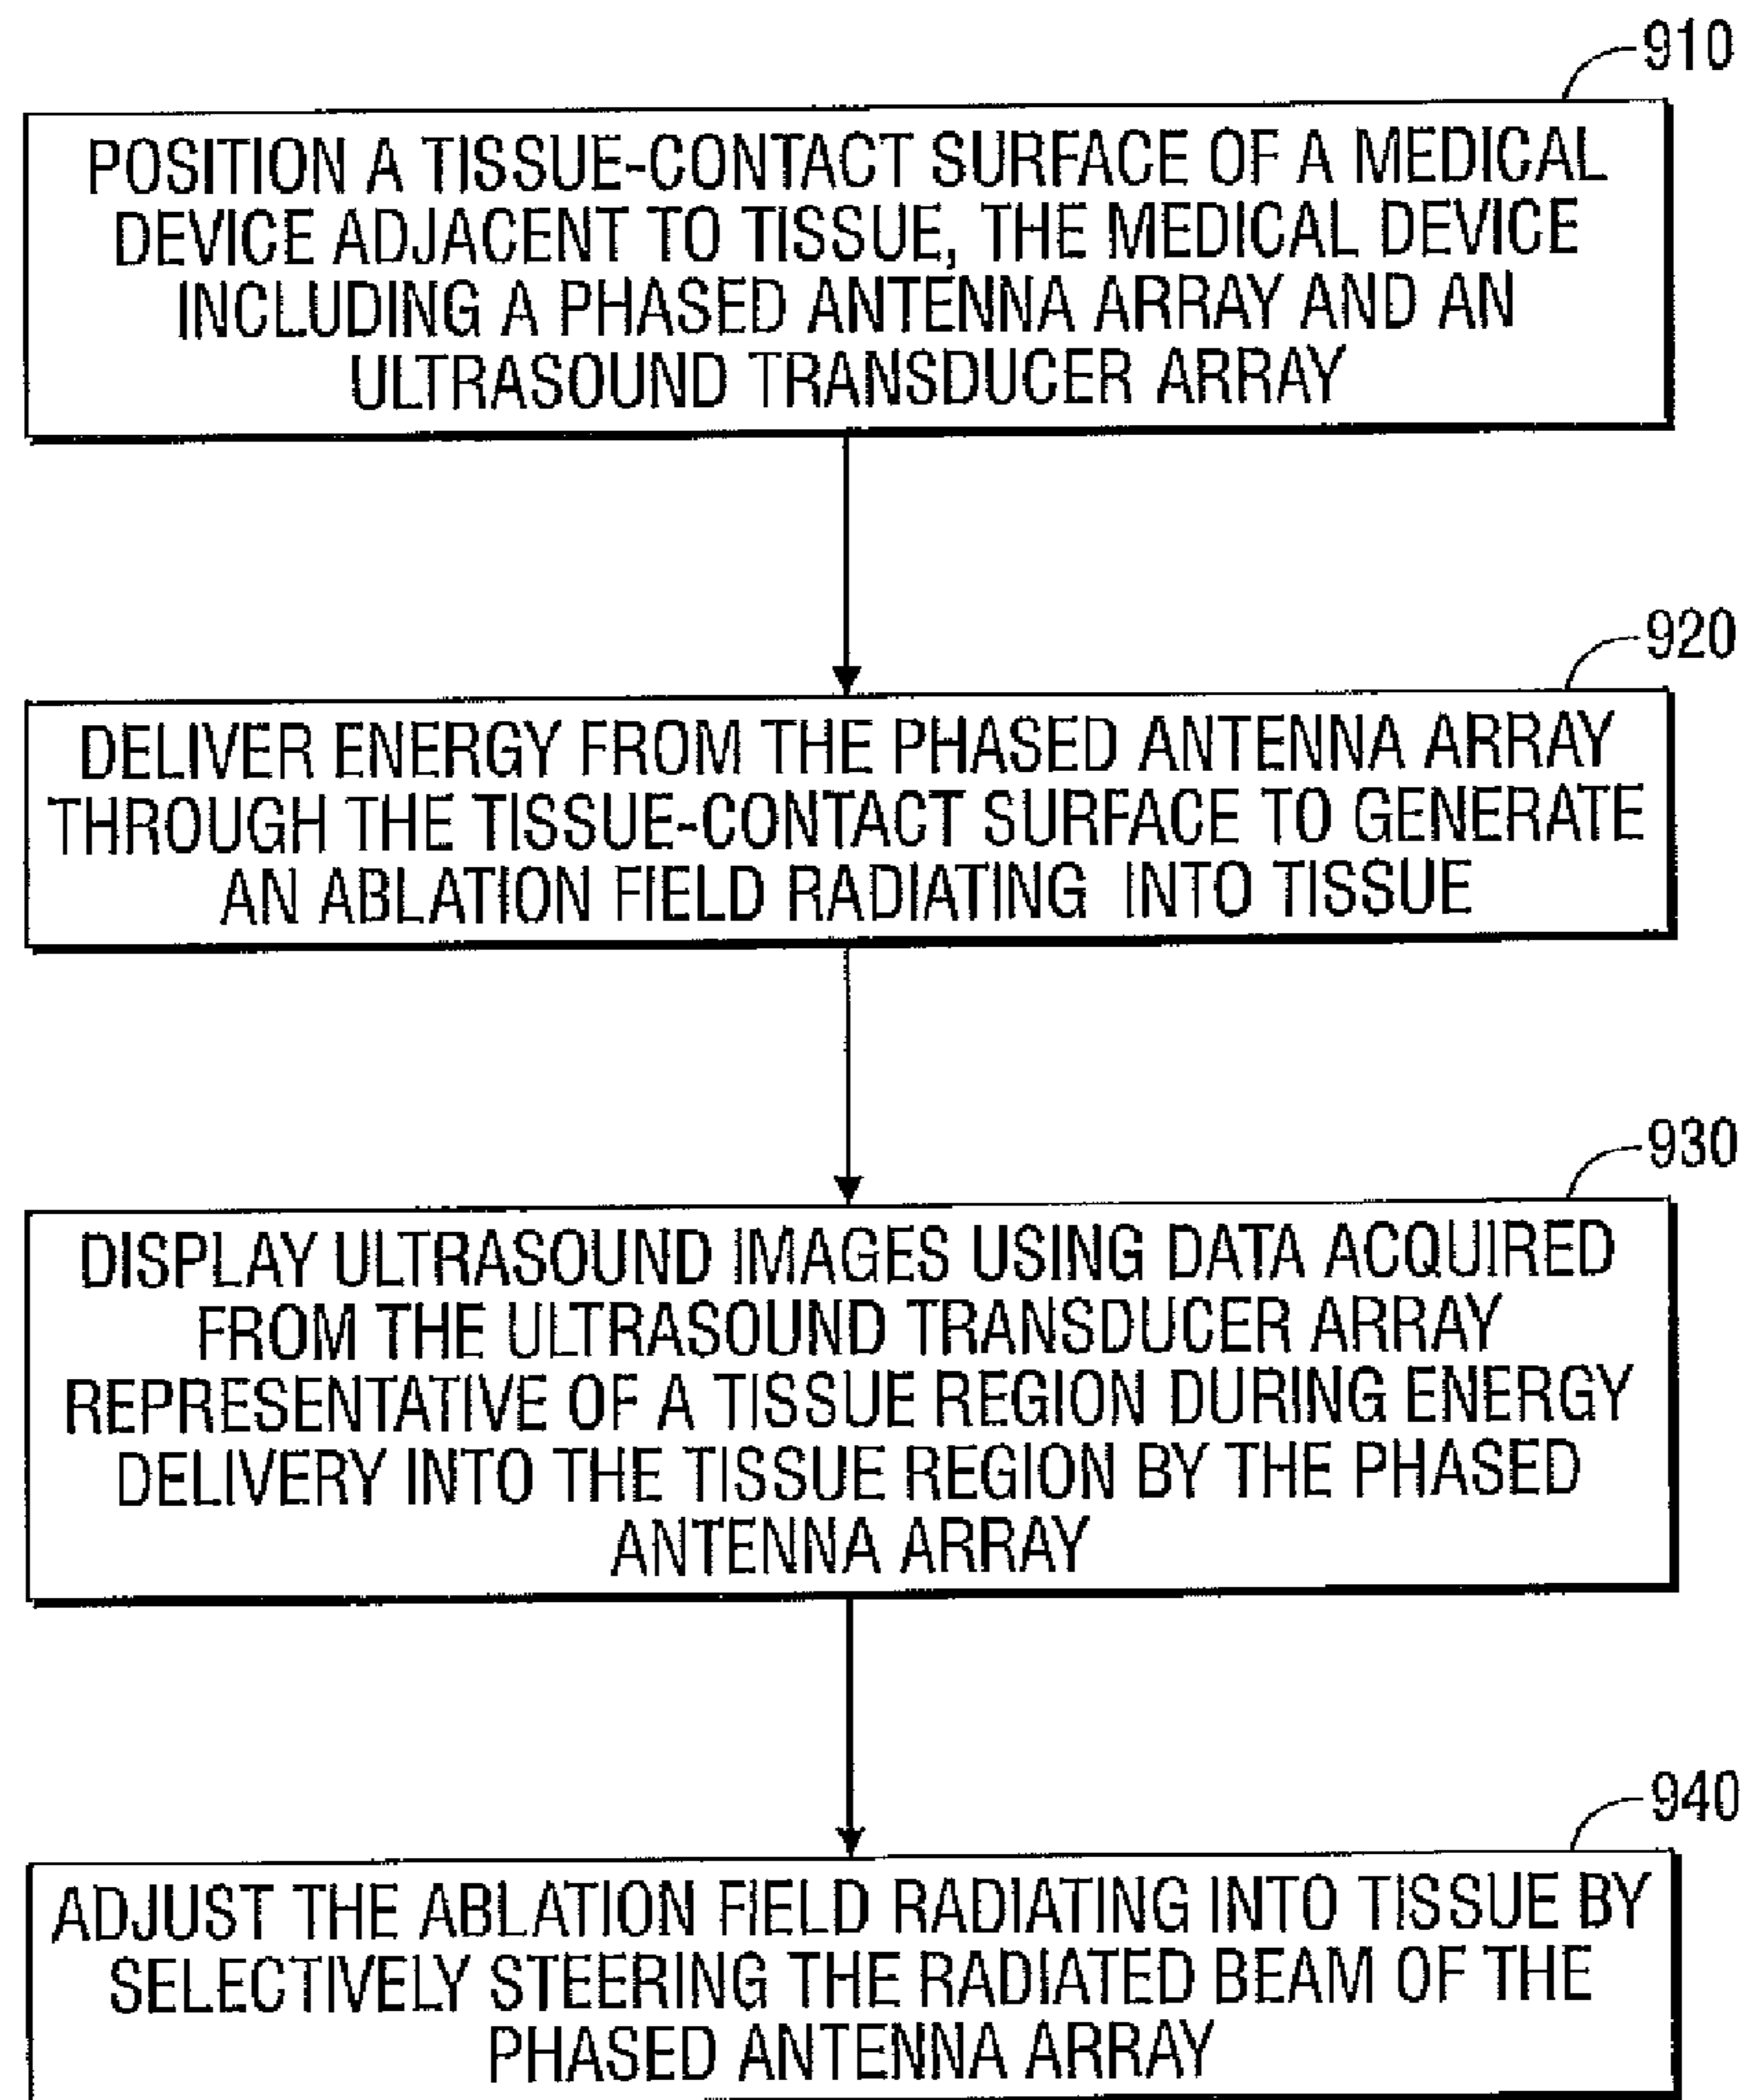 910
POSITION A TISSUE-CONTACT SURFACE OF A MEDICAL
DEVICE ADJACENT TO TISSUE, THE MEDICAL DEVICE
INCLUDING A PHASED ANTENNA ARRAY AND AN
ULTRASOUND TRANSDUCER ARRAY
920
DELIVER ENERGY FROM THE PHASED ANTENNA ARRAY
THROUGH THE TISSUE-CONTACT SURFACE TO GENERATE
AN ABLATION FIELD RADIATING INTO TISSUE
930
DISPLAY ULTRASOUND IMAGES USING DATA ACQUIRED
FROM THE ULTRASOUND TRANSDUCER ARRAY
REPRESENTATIVE OF A TISSUE REGION DURING ENERGY
DELIVERY INTO THE TISSUE REGION BY THE PHASED
ANTENNA ARRAY
940
ADJUST THE ABLATION FIELD RADIATING INTO TISSUE BY
SELECTIVELY STEERING THE RADIATED BEAM OF THE
PHASED ANTENNA ARRAY